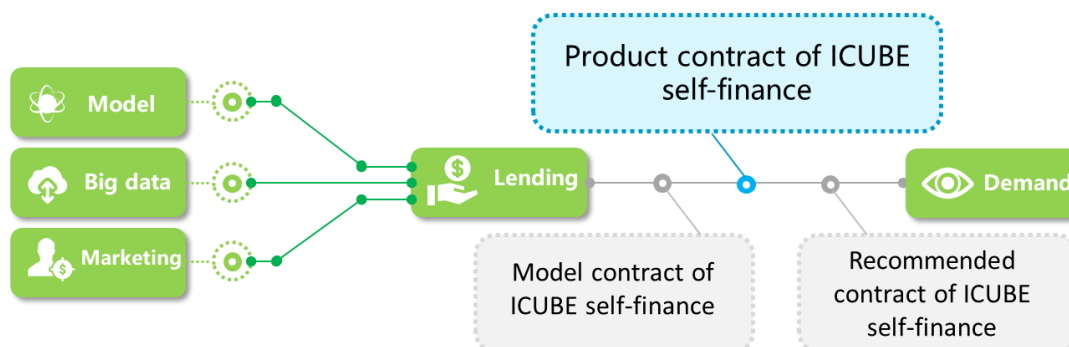 Product contract of ICUBE
self-finance
Model
Big data
Marketing
$
$
Lending
Demand
Model contract of
ICUBE self-finance
Recommended
contract of ICUBE
self-finance